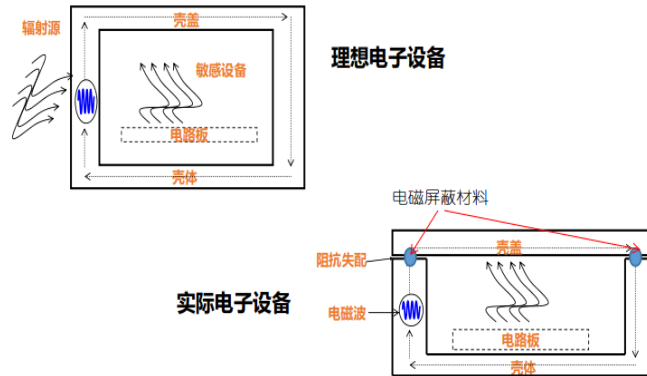 辐射源
壳盖
敏感设备
电路板
壳体
理想电子设备
电磁屏蔽材料
壳盖
阻抗失配
实际电子设备
电磁波
电路板
壳体